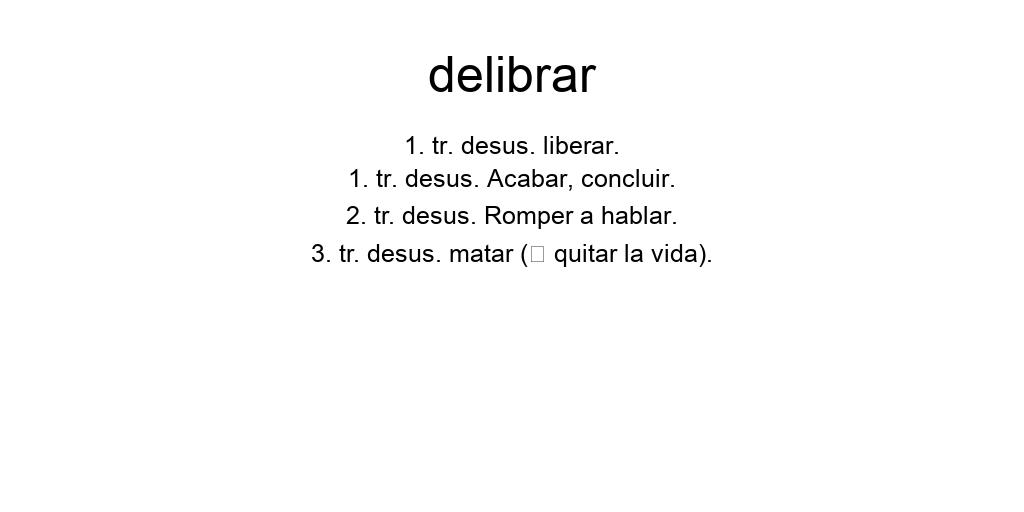 delibrar
1. tr. desus. liberar.
1. tr. desus. Acabar, concluir.
2. tr. desus. Romper a hablar.
3. tr. desus. matar (□ quitar la vida).